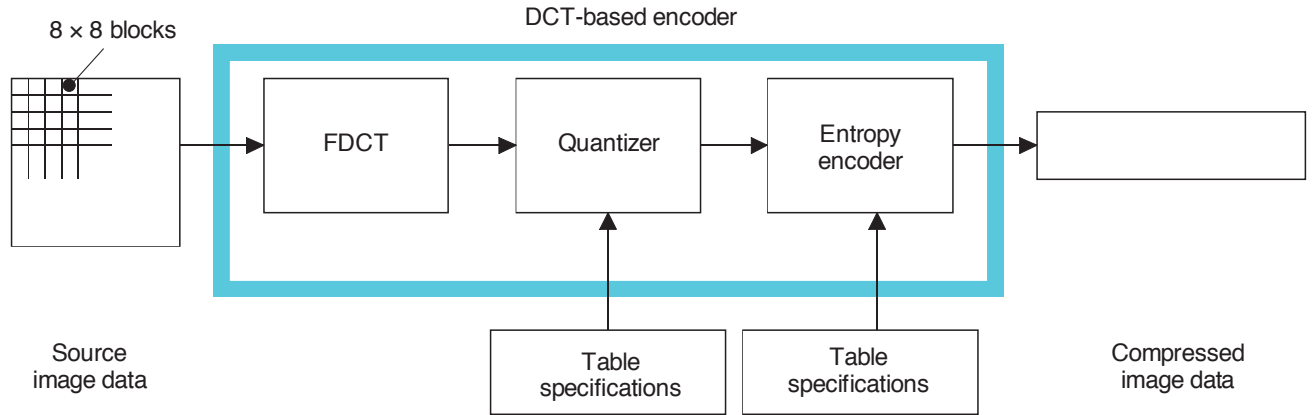 DCT-based encoder
8 × 8 blocks
FDCT
Quantizer
Entropy
encoder
Source
image data
Table
specifications
Table
specifications
Compressed
image data